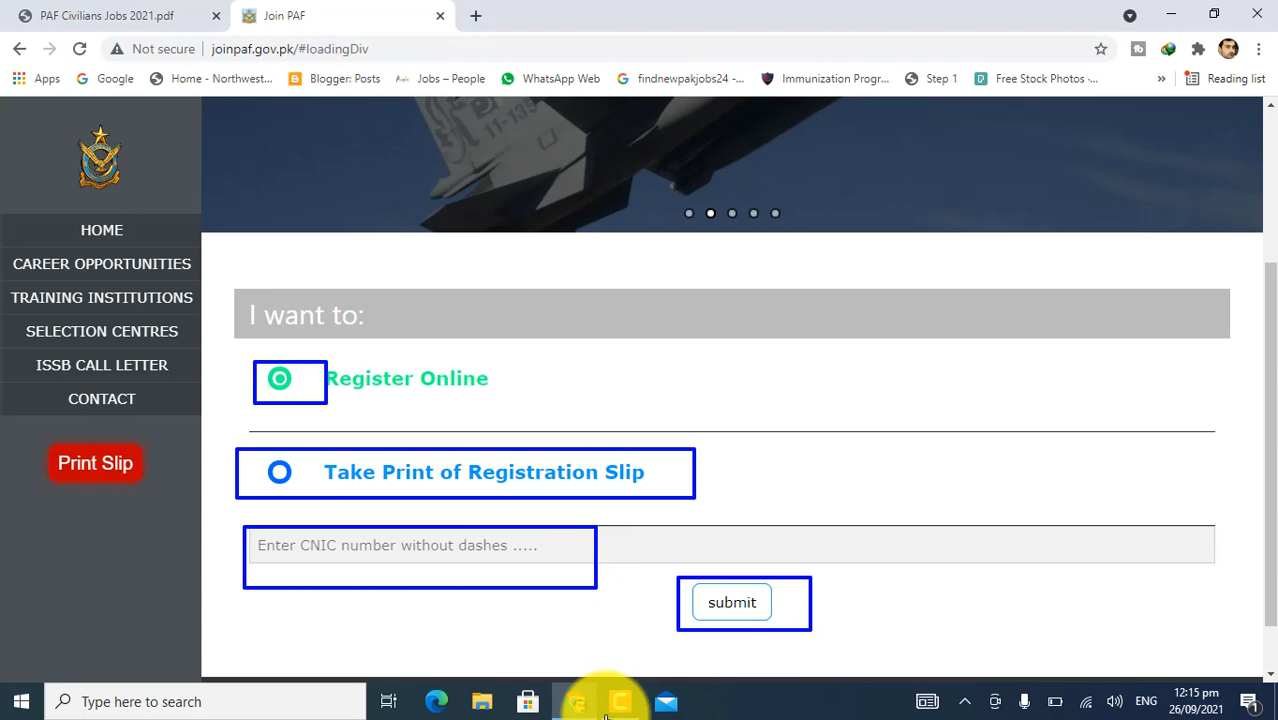 PAF Civilians Jobs 2021.pdf
Join PAF
Not secure
joinpaf.gov.pk/#loadingDiv
Apps
Google
Home - Northwest...
Blogger: Posts
Jobs – People
WhatsApp Web
findnewpakjobs24 -...
Immunization Progr...
Step 1
Free Stock Photos -...
»
Reading list
11-139
HOME
CAREER OPPORTUNITIES
TRAINING INSTITUTIONS
SELECTION CENTRES
ISSB CALL LETTER
CONTACT
Print Slip
I want to:
Register Online
Take Print of Registration Slip
Enter CNIC number without dashes .....
submit
Type here to search
ENG
12:15 pm
26/09/2021
1